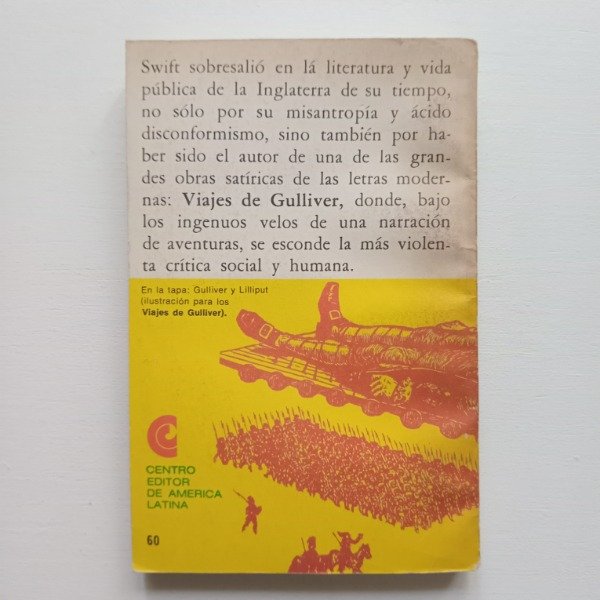 Swift sobresalió en lá literatura y vida
pública de la Inglaterra de su tiempo,
no sólo por su misantropía y ácido
disconformismo, sino también por ha-
ber sido el autor de una de las gran-
des obras satíricas de las letras moder-
nas: Viajes de Gulliver, donde, bajo
los ingenuos velos de una narración
de aventuras, se esconde la más violen-
ta crítica social y humana.
En la tapa: Gulliver y Lilliput
(ilustración para los
Viajes de Gulliver).
CENTRO
EDITOR
DE AMERICA
LATINA
60